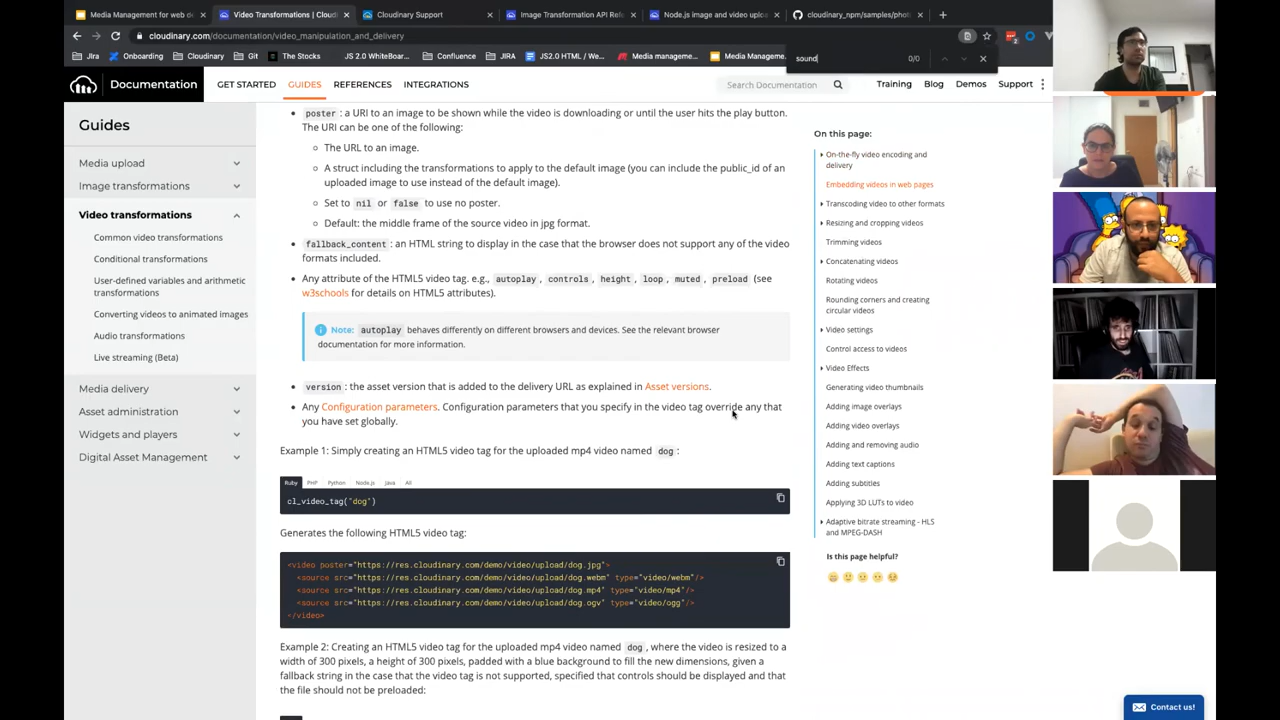 Media Management for web de
Video Transformations | Cloudi
Cloudinary Support
Image Transformation API Re
Node.js image and video uploa
cloudinary_npm/samples/phot
cloudinary.com/documentation/video_manipulation_and_delivery
Jira
Onboarding
Cloudinary
Git
The Stocks
JS2.0 WhiteBoard...
Confluence
JIRA
JS2.0 HTML / We...
Media manageme...
Media Manageme...
sound
0/0
Documentation
GET STARTED
GUIDES
REFERENCES
INTEGRATIONS
Search Documentation
Training
Blog
Demos
Support
Guides
Media upload
Image transformations
Video transformations
Common video transformations
Conditional transformations
User-defined variables and arithmetic
transformations
Converting videos to animated images
Audio transformations
Live streaming (Beta)
Media delivery
Asset administration
Widgets and players
Digital Asset Management
poster : a URI to an image to be shown while the video is downloading or until the user hits the play button.
The URI can be one of the following:
The URL to an image.
A struct including the transformations to apply to the default image (you can include the public_id of an
uploaded image to use instead of the default image).
Set to nil or false to use no poster.
Default: the middle frame of the source video in jpg format.
fallback_content : an HTML string to display in the case that the browser does not support any of the video
formats included.
Any attribute of the HTML5 video tag. e.g., autoplay , controls , height , loop , muted , preload (see
w3schools for details on HTML5 attributes).
Note: autoplay behaves differently on different browsers and devices. See the relevant browser
documentation for more information.
version : the asset version that is added to the delivery URL as explained in Asset versions.
Any Configuration parameters. Configuration parameters that you specify in the video tag override any that
you have set globally.
Example 1: Simply creating an HTML5 video tag for the uploaded mp4 video named dog :
Ruby PHP Python Node.js Java All
cl_video_tag("dog")
Generates the following HTML5 video tag:
<video poster="https://res.cloudinary.com/demo/video/upload/dog.jpg">
<source src="https://res.cloudinary.com/demo/video/upload/dog.webm" type="video/webm"/>
<source src="https://res.cloudinary.com/demo/video/upload/dog.mp4" type="video/mp4"/>
<source src="https://res.cloudinary.com/demo/video/upload/dog.ogv" type="video/ogg"/>
</video>
Example 2: Creating an HTML5 video tag for the uploaded mp4 video named dog , where the video is resized to a
width of 300 pixels, a height of 300 pixels, padded with a blue background to fill the new dimensions, given a
fallback string in the case that the video tag is not supported, specified that controls should be displayed and that
the file should not be preloaded:
On this page:
On-the-fly video encoding and
delivery
Embedding videos in web pages
Transcoding video to other formats
Resizing and cropping videos
Trimming videos
Concatenating videos
Rotating videos
Rounding corners and creating
circular videos
Video settings
Control access to videos
Video Effects
Generating video thumbnails
Adding image overlays
Adding video overlays
Adding and removing audio
Adding text captions
Adding subtitles
Applying 3D LUTs to video
Adaptive bitrate streaming - HLS
and MPEG-DASH
Is this page helpful?
Contact us!